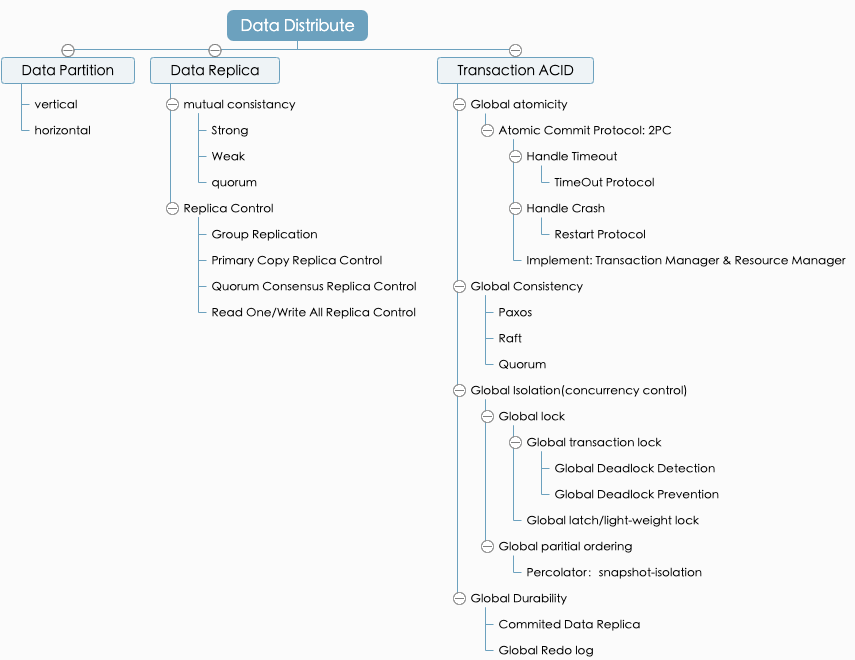 Data Distribute
Data Partition
vertical
horizontal
Data Replica
mutual consistancy
Strong
Weak
quorum
Replica Control
Group Replication
Primary Copy Replica Control
Quorum Consensus Replica Control
Read One/Write All Replica Control
Transaction ACID
Global atomicity
Atomic Commit Protocol: 2PC
Handle Timeout
TimeOut Protocol
Handle Crash
Restart Protocol
Implement: Transaction Manager & Resource Manager
Global Consistency
Paxos
Raft
Quorum
Global Isolation(concurrency control)
Global lock
Global transaction lock
Global Deadlock Detection
Global Deadlock Prevention
Global latch/light-weight lock
Global paritial ordering
Percolator： snapshot-isolation
Global Durability
Commited Data Replica
Global Redo log